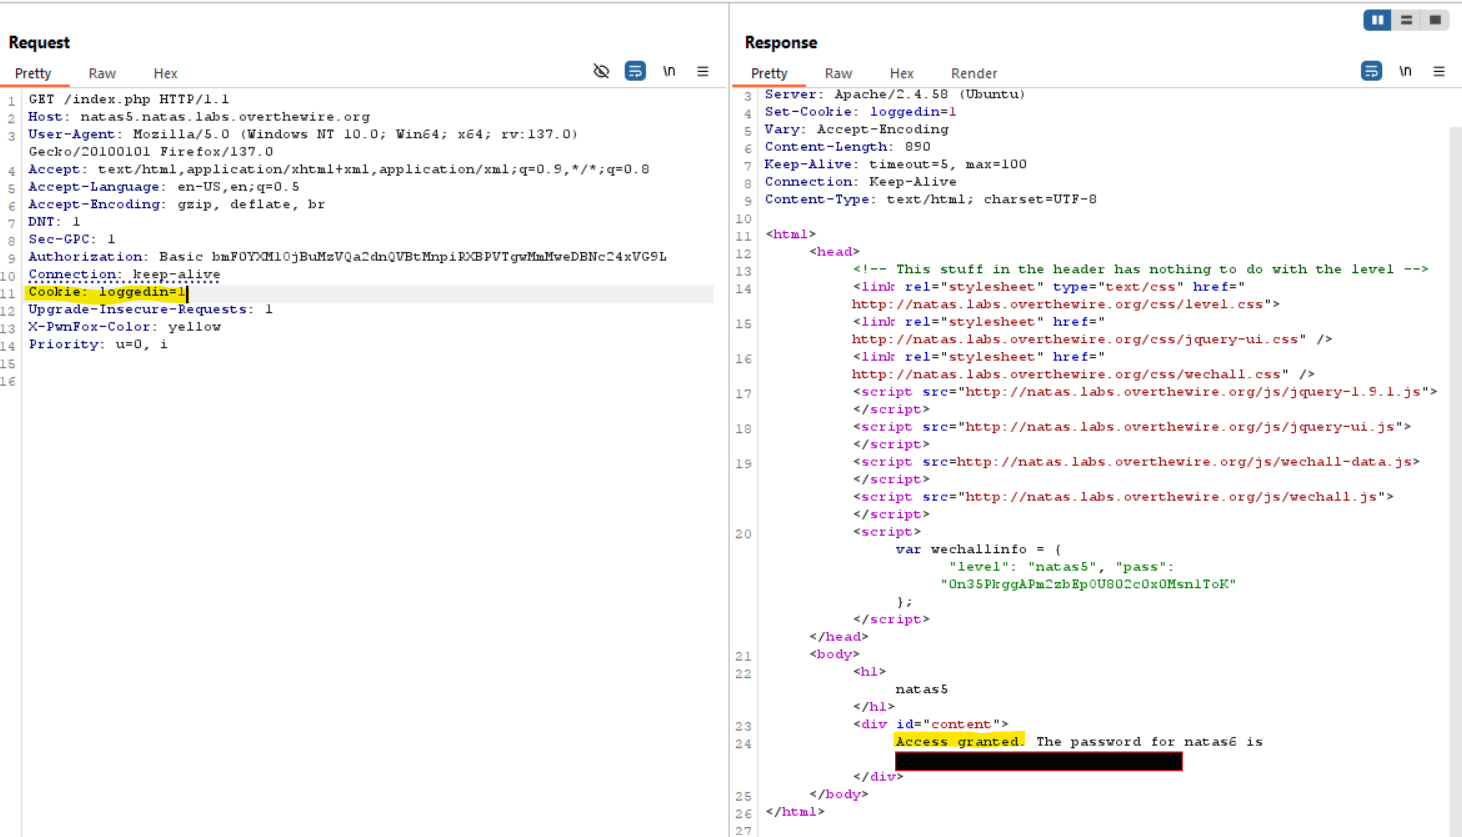 Request
Pretty Raw Hex
\n
1 GET /index.php HTTP/1.1
2 Host: natas5.natas.labs.overthewire.org
3 User-Agent: Mozilla/5.0 (Windows NT 10.0; Win64; x64; rv:137.0)
Gecko/20100101 Firefox/137.0
4 Accept: text/html,application/xhtml+xml,application/xml;q=0.9,*/*;q=0.8
5 Accept-Language: en-US,en;q=0.5
6 Accept-Encoding: gzip, deflate, br
7 DNT: 1
8 Sec-GPC: 1
9 Authorization: Basic
10 Connection: keep-alive
11 Cookie: loggedin=1
12 Upgrade-Insecure-Requests: 1
13 X-PwnFox-Color: yellow
14 Priority: u=0, i
15
16
Response
Pretty Raw Hex Render
\n
3 Server: Apache/2.4.58 (Ubuntu)
4 Set-Cookie: loggedin=1
5 Vary: Accept-Encoding
6 Content-Length: 890
7 Keep-Alive: timeout=5, max=100
8 Connection: Keep-Alive
9 Content-Type: text/html; charset=UTF-8
10
11 <html>
12 <head>
13 <!-- This stuff in the header has nothing to do with the level -->
14 <link rel="stylesheet" type="text/css" href="
http://natas.labs.overthewire.org/css/level.css">
15 <link rel="stylesheet" href="
http://natas.labs.overthewire.org/css/jquery-ui.css" />
16 <link rel="stylesheet" href="
http://natas.labs.overthewire.org/css/wechall.css" />
17 <script src="http://natas.labs.overthewire.org/js/jquery-1.9.1.js">
</script>
18 <script src="http://natas.labs.overthewire.org/js/jquery-ui.js">
</script>
19 <script src=http://natas.labs.overthewire.org/js/wechall-data.js>
</script>
<script src="http://natas.labs.overthewire.org/js/wechall.js">
</script>
20 <script>
var wechallinfo = {
"level": "natas5", "pass":
"0n35PkggAPm2zbEpOU802c0x0Msn1ToK"
};
</script>
</head>
21 <body>
22 <h1>
natas5
</h1>
23 <div id="content">
24 Access granted. The password for natas6 is
</div>
25 </body>
26 </html>
27